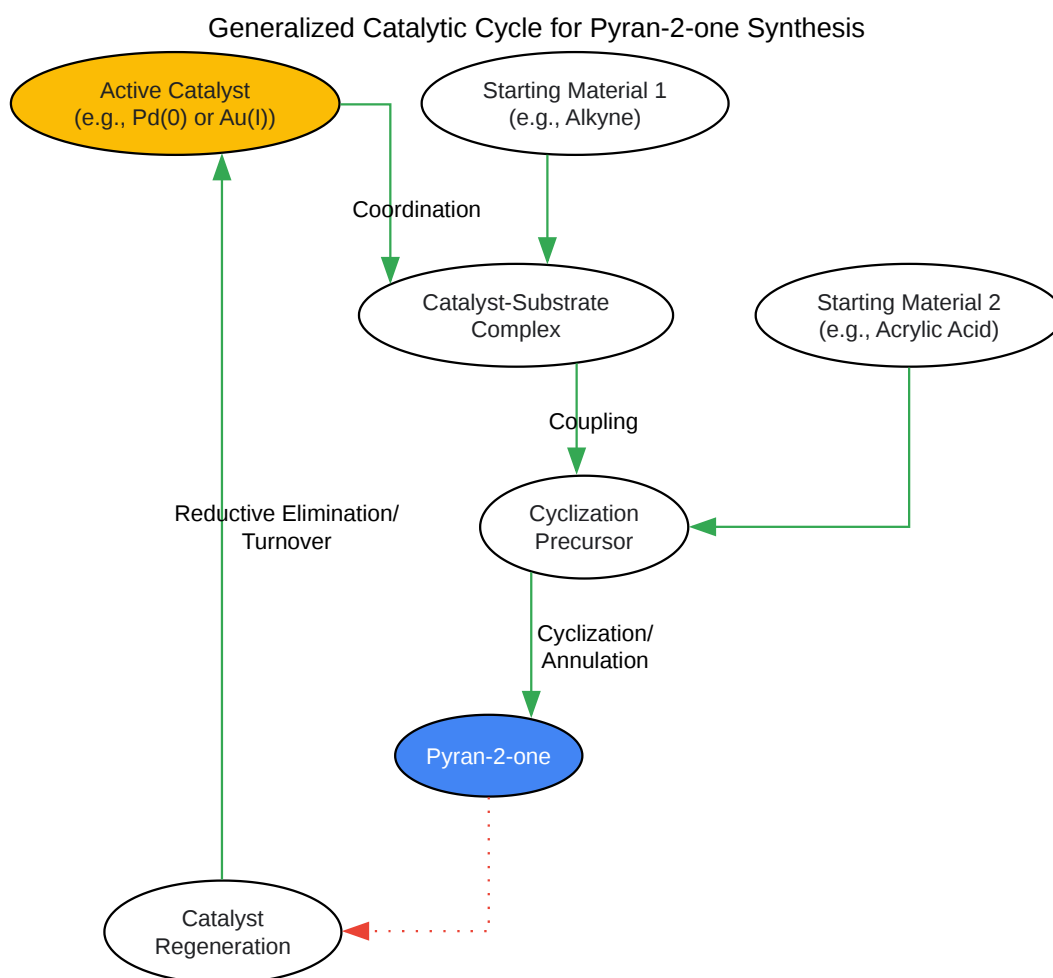 Generalized Catalytic Cycle for Pyran-2-one Synthesis
Active Catalyst
(e.g., Pd(0) or Au(I))
Starting Material 1
(e.g., Alkyne)
Coordination
Catalyst-Substrate
Complex
Starting Material 2
(e.g., Acrylic Acid)
Coupling
Reductive Elimination/
Turnover
Cyclization
Precursor
Cyclization/
Annulation
Pyran-2-one
Catalyst
Regeneration